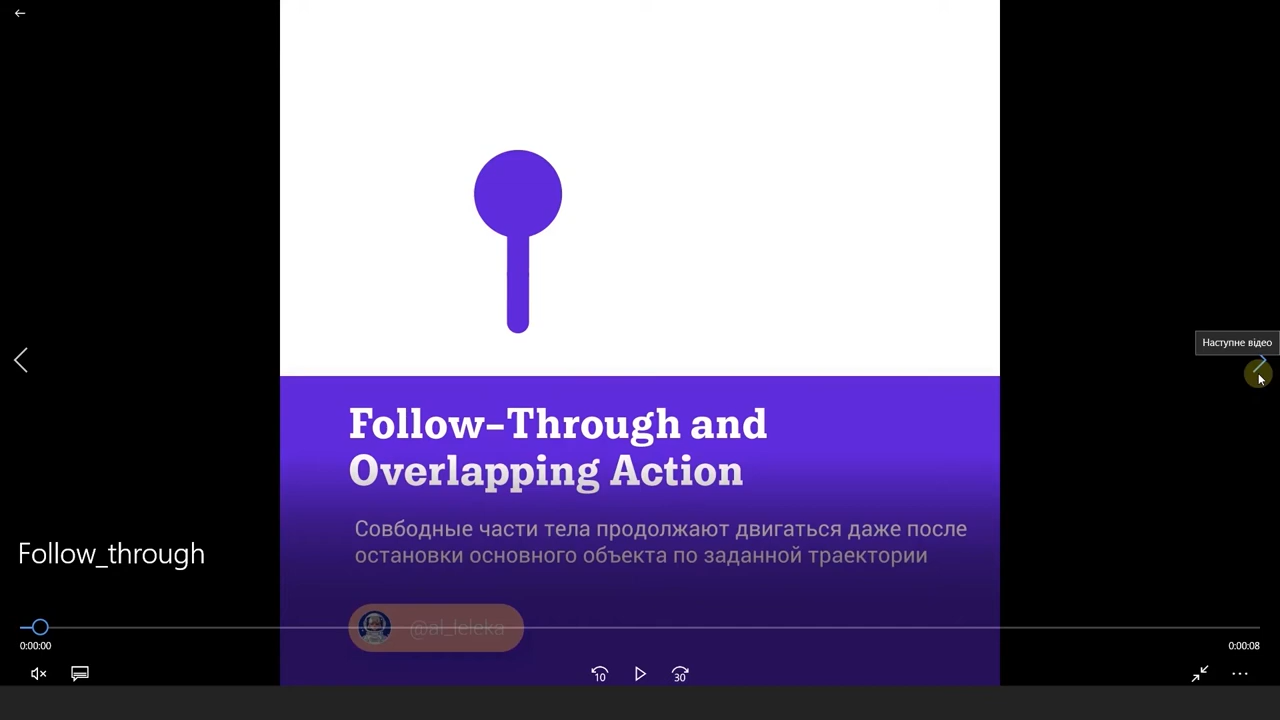 Наступне відео
Follow-Through and
Overlapping Action
Совбодные части тела продолжают двигаться даже после
остановки основного объекта по заданной траектории
Follow_through
@al_leleka
0:00:00
0:00:08
10
30